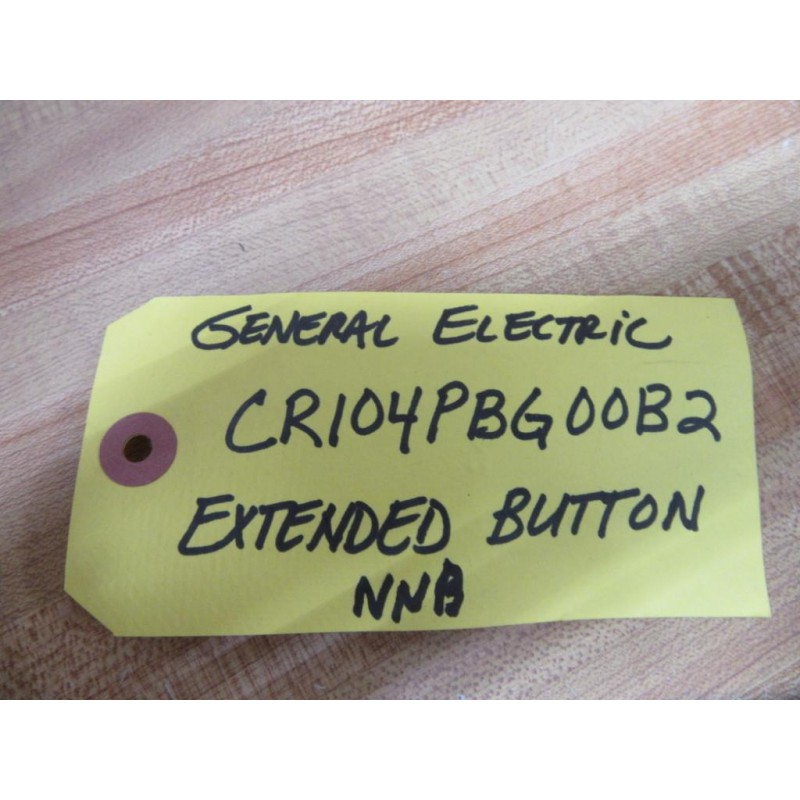 GENERAL ELECTRIC
CR104PBG00B2
EXTENDED BUTTON
NNB